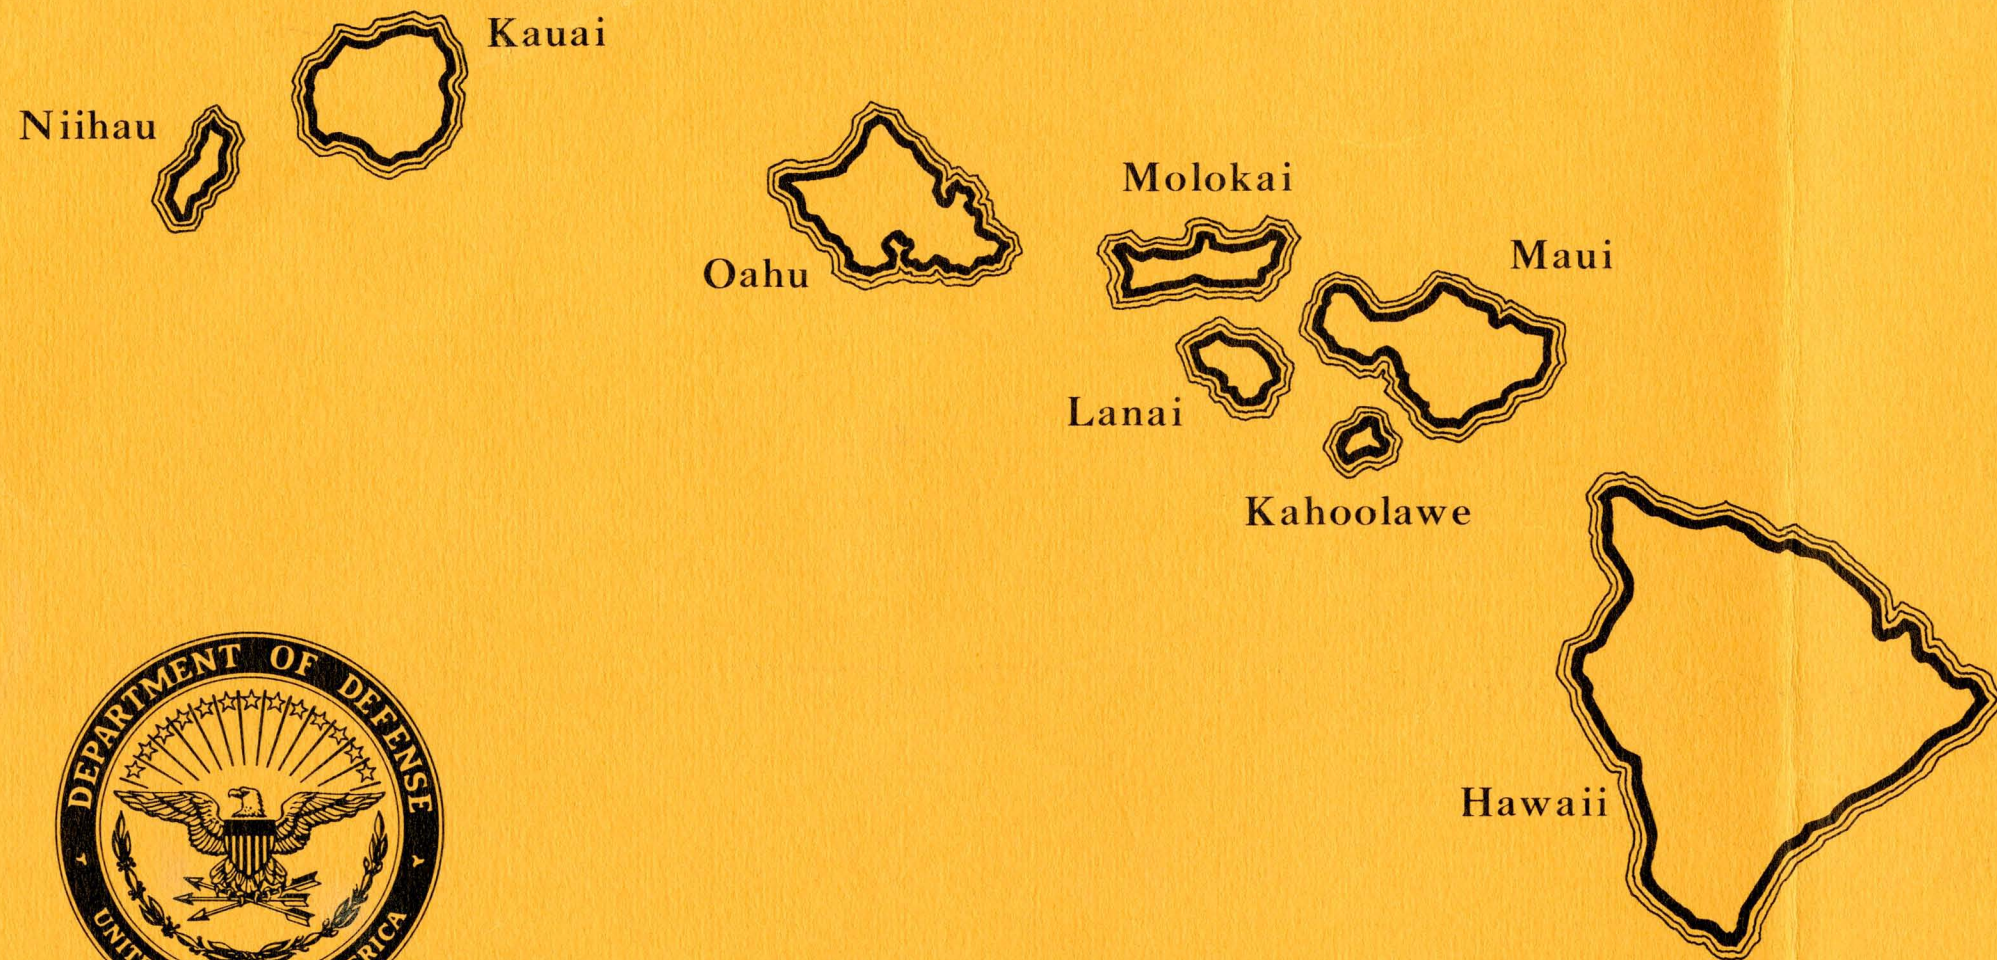 Kauai
Niihau
Molokai
Maui
Oahu
Lanai
Kahoolawe
Hawaii
DEPARTMENT OF DEFENSE